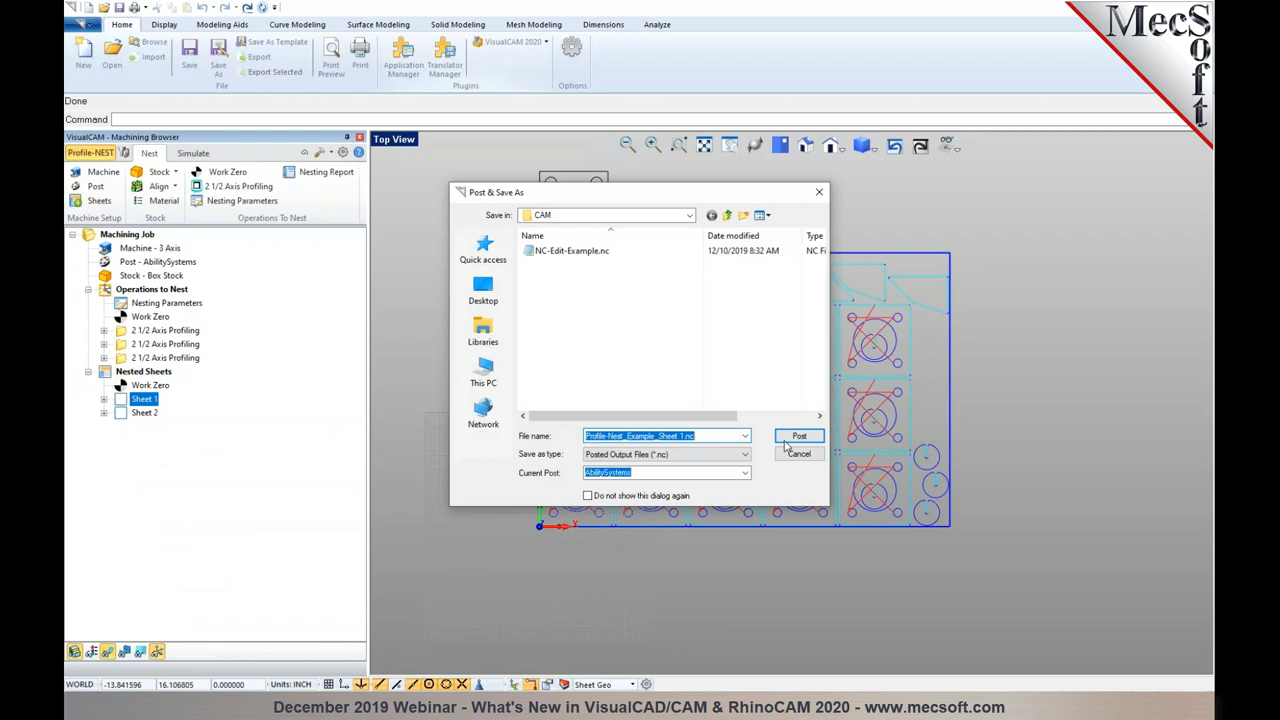 Home Display Modeling Aids Curve Modeling Surface Modeling Solid Modeling Mesh Modeling Dimensions Analyze
MecSoft
New Open Browse Import Save Save As Save As Template Export Export Selected Print Preview Print Application Manager Translator Manager VisualCAM 2020 Options
File Plugins Options
Done
Command
VisualCAM - Machining Browser
Top View
Profile-NEST Nest Simulate
Machine Stock Work Zero Nesting Report
Post Align 2 1/2 Axis Profiling
Sheets Material Nesting Parameters
Machine Setup Stock Operations To Nest
Machining Job
Machine - 3 Axis
Post - AbilitySystems
Stock - Box Stock
Operations to Nest
Nesting Parameters
Work Zero
2 1/2 Axis Profiling
2 1/2 Axis Profiling
2 1/2 Axis Profiling
Nested Sheets
Work Zero
Sheet 1
Sheet 2
Post & Save As
Save in: CAM
Name Date modified Type
NC-Edit-Example.nc 12/10/2019 8:32 AM NC Fi
Quick access
Desktop
Libraries
This PC
Network
File name: Profile-Nest_Example_Sheet 1.nc Post
Save as type: Posted Output Files (*.nc) Cancel
Current Post: AbilitySystems
Do not show this dialog again
X
WORLD -13.841596 16.106805 0.000000 Units: INCH Sheet Geo
December 2019 Webinar - What's New in VisualCAD/CAM & RhinoCAM 2020 - www.mecsoft.com